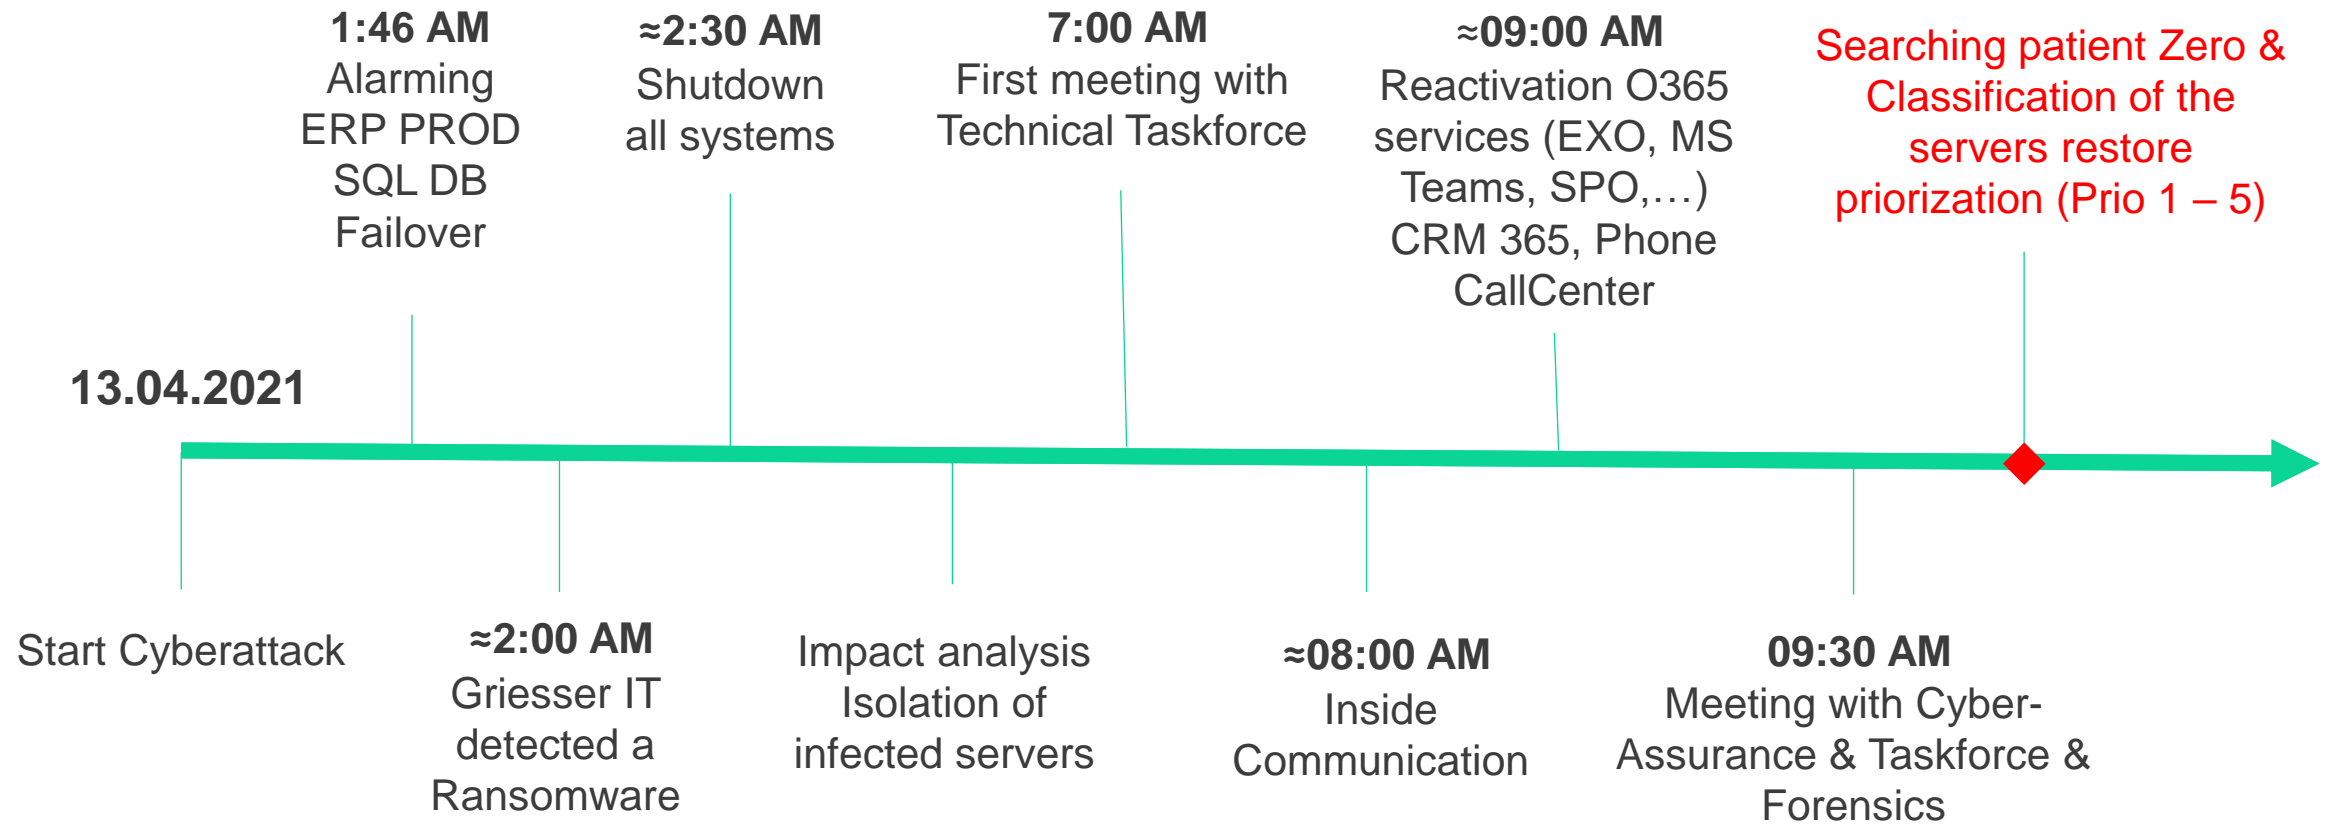 13.04.2021
Start Cyberattack
1:46 AM
Alarming
ERP PROD
SQL DB
Failover
≈2:00 AM
Griesser IT
detected a
Ransomware
≈2:30 AM
Shutdown
all systems
Impact analysis
Isolation of
infected servers
7:00 AM
First meeting with
Technical Taskforce
≈08:00 AM
Inside
Communication
≈09:00 AM
Reactivation O365
services (EXO, MS
Teams, SPO,…)
CRM 365, Phone
CallCenter
09:30 AM
Meeting with Cyber-
Assurance & Taskforce &
Forensics
Searching patient Zero &
Classification of the
servers restore
priorization (Prio 1 – 5)